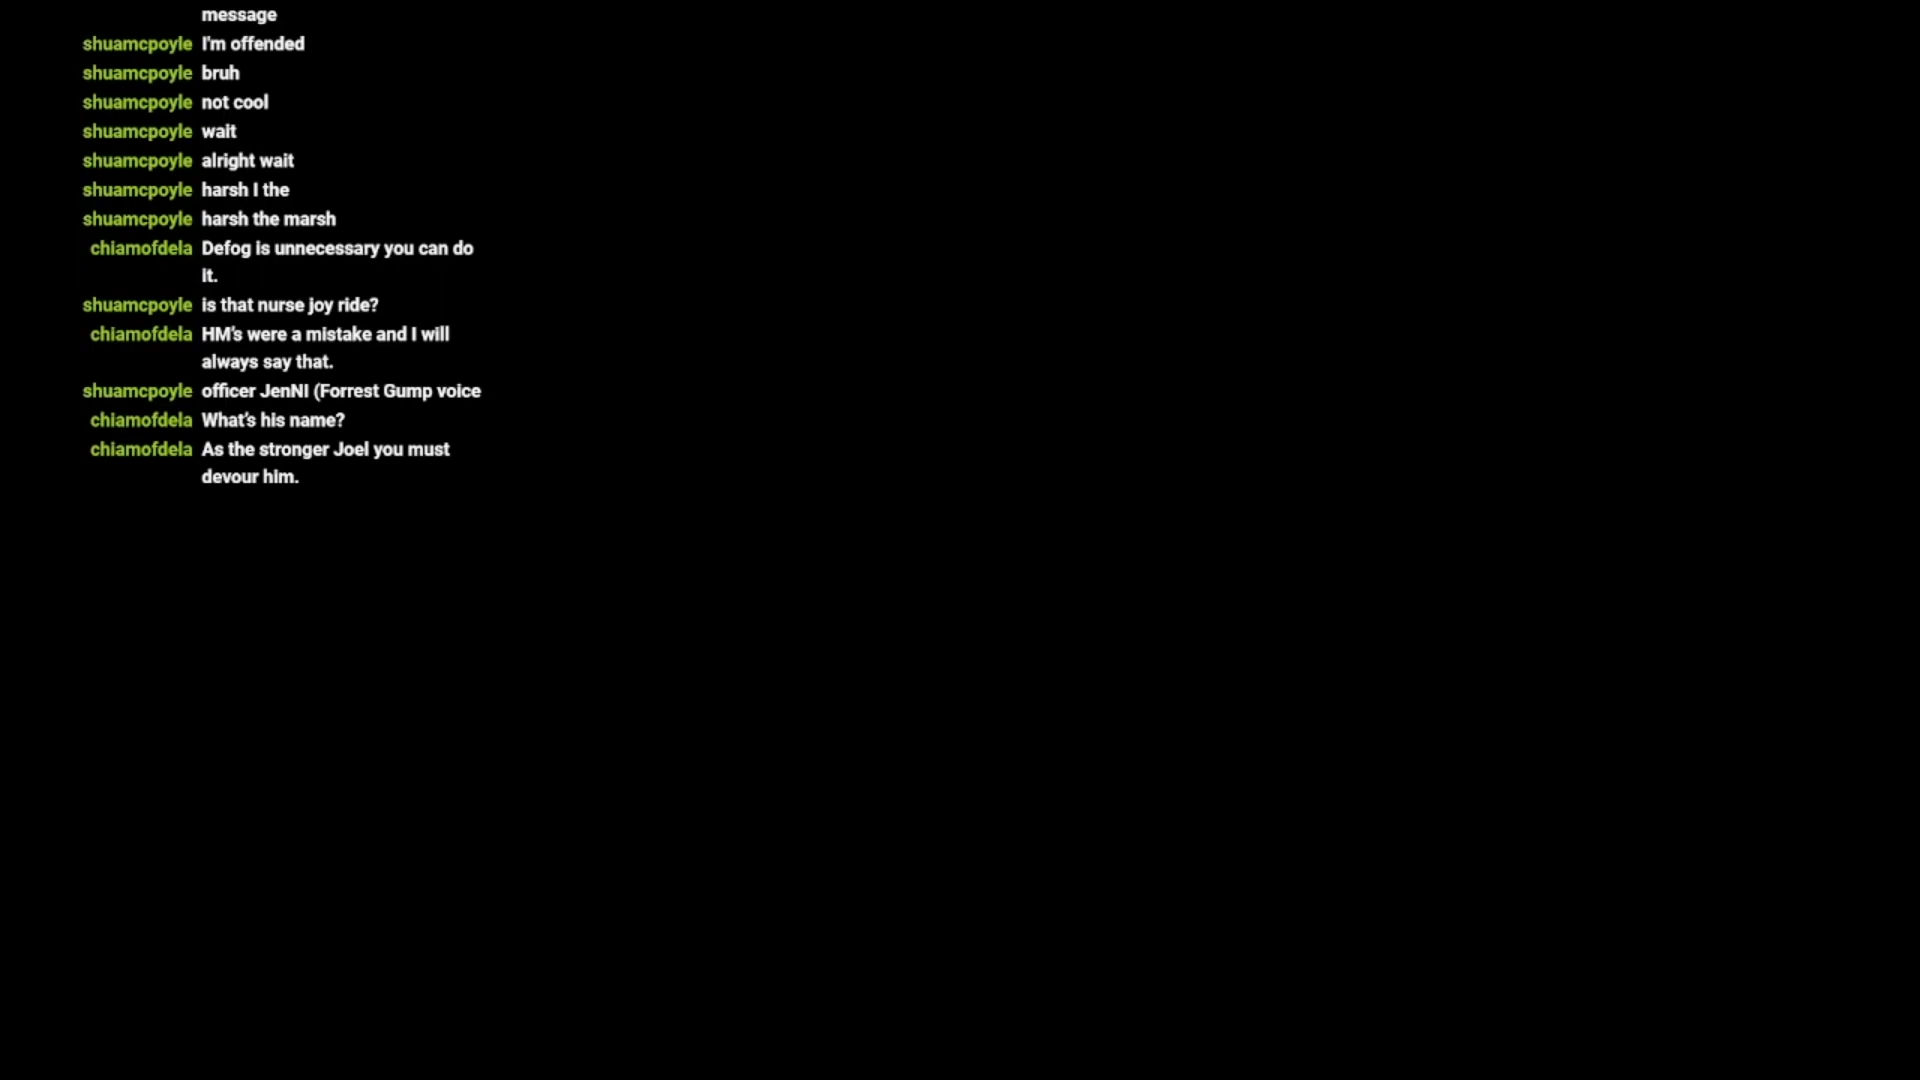 message
shuamcpoyle I'm offended
shuamcpoyle bruh
shuamcpoyle not cool
shuamcpoyle wait
shuamcpoyle alright wait
shuamcpoyle harsh I the
shuamcpoyle harsh the marsh
chiamofdela Defog is unnecessary you can do
it.
shuamcpoyle is that nurse joy ride?
chiamofdela HM's were a mistake and I will
always say that.
shuamcpoyle officer JenNI (Forrest Gump voice
chiamofdela What's his name?
chiamofdela As the stronger Joel you must
devour him.